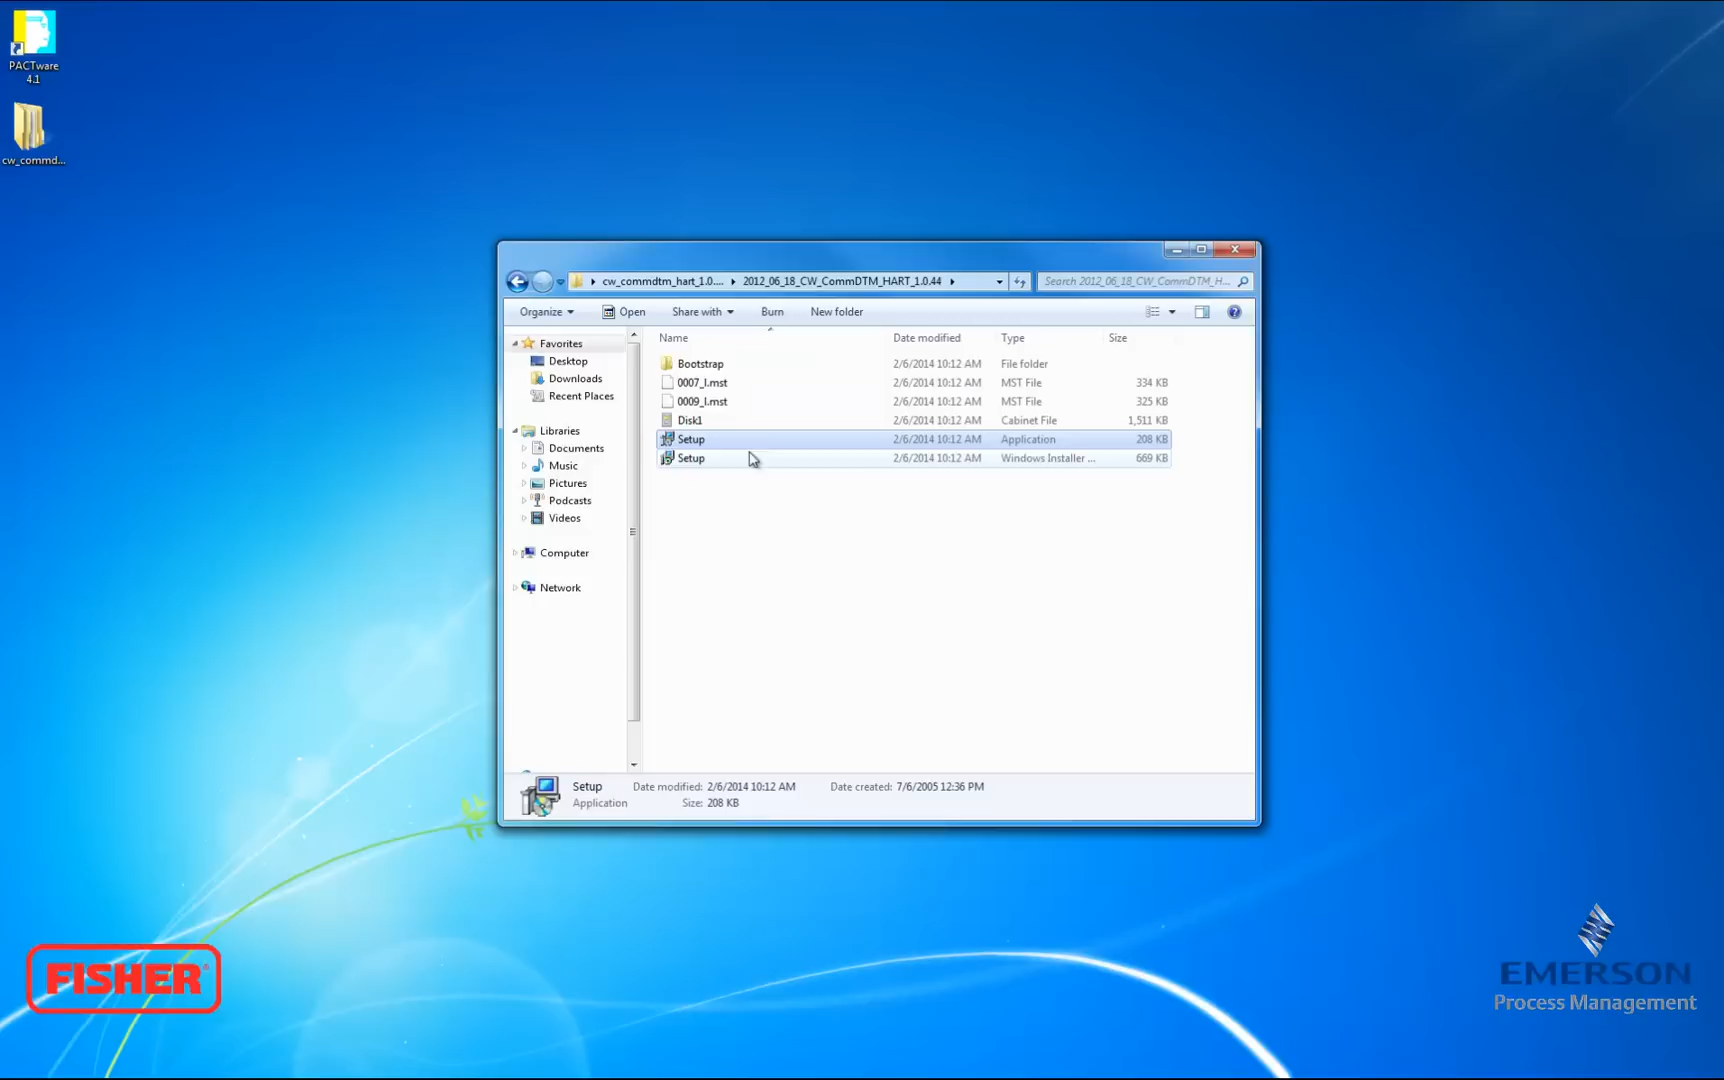 PACTware
4.1
cw_commd...
cw_commdtm_hart_1.0.... 2012_06_18_CW_CommDTM_HART_1.0.44
Search 2012_06_18_CW_CommDTM_H...
Organize Open Share with Burn New folder
Name Date modified Type Size
Favorites
Desktop
Downloads
Recent Places
Libraries
Documents
Music
Pictures
Podcasts
Videos
Computer
Network
Bootstrap 2/6/2014 10:12 AM File folder
0007_l.mst 2/6/2014 10:12 AM MST File 334 KB
0009_l.mst 2/6/2014 10:12 AM MST File 325 KB
Disk1 2/6/2014 10:12 AM Cabinet File 1,511 KB
Setup 2/6/2014 10:12 AM Application 208 KB
Setup 2/6/2014 10:12 AM Windows Installer ... 669 KB
Setup Date modified: 2/6/2014 10:12 AM Date created: 7/6/2005 12:36 PM
Application Size: 208 KB
FISHER
EMERSON
Process Management